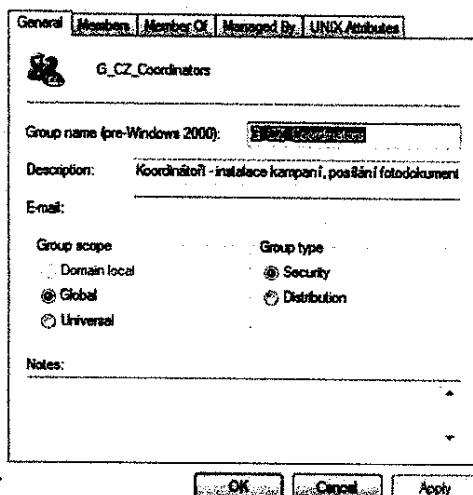 General Members Member Of Managed By UNIX Attributes
G_CZ_Coordinators
Group name (pre-Windows 2000): G_CZ_Coordinators
Description: Koordinátoři - instalace kampaní, posílání fotodokument
E-mail:
Group scope Group type
Domain local Security
Global Distribution
Universal
Notes:
OK Cancel Apply